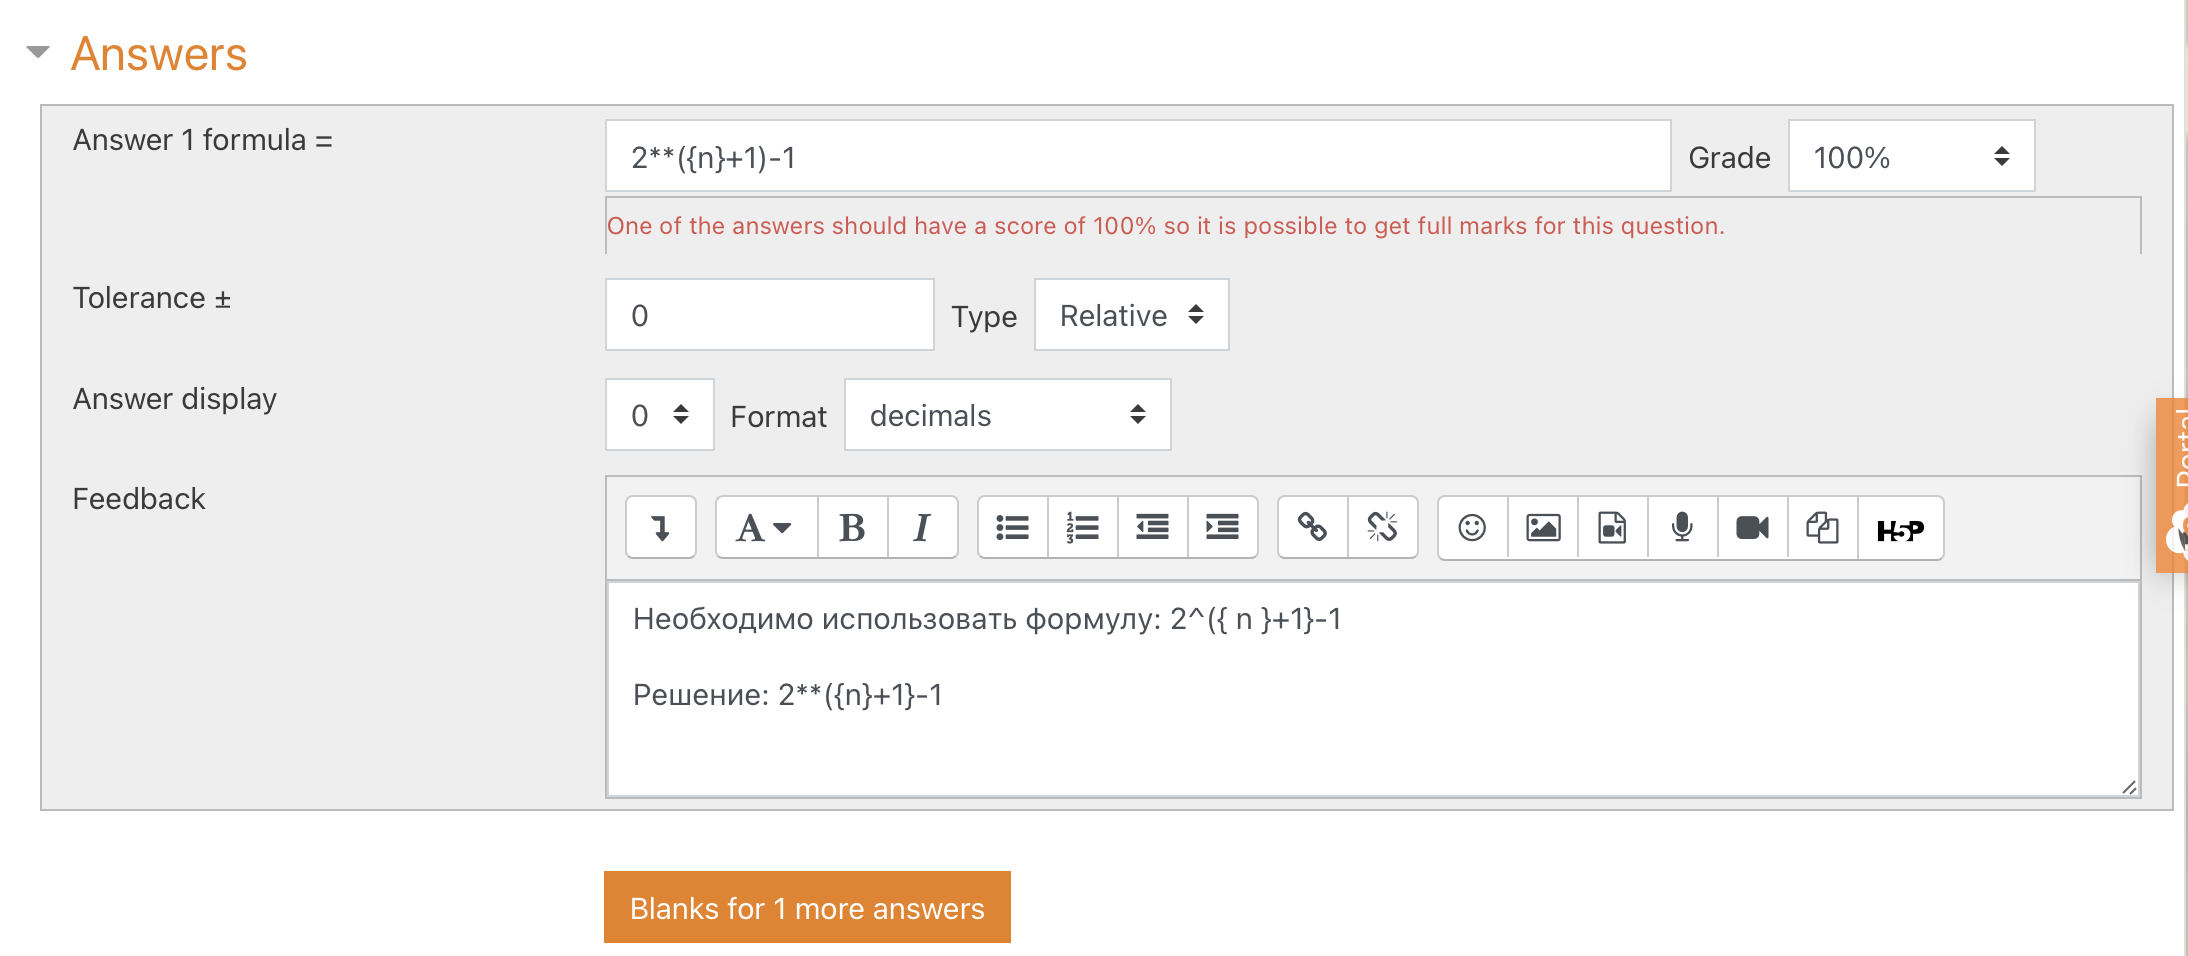 Answers
Answer 1 formula =
2**({n}+1)-1
Grade
100%
One of the answers should have a score of 100% so it is possible to get full marks for this question.
Tolerance ±
0
Type
Relative
Answer display
0
Format
decimals
Feedback
A B I
H5P
Необходимо использовать формулу: 2^({ n }+1}-1
Решение: 2**({n}+1}-1
Blanks for 1 more answers
Portal